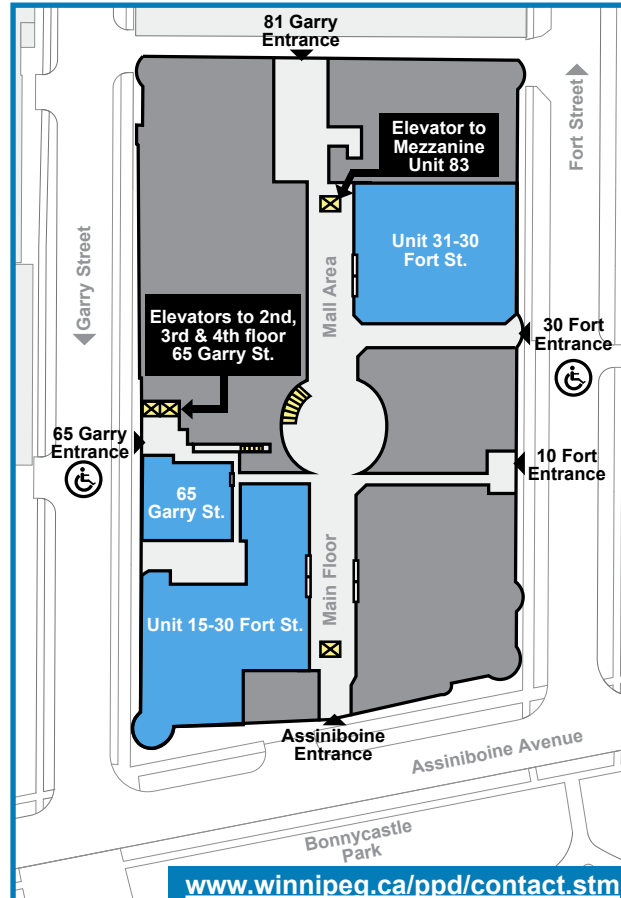 81 Garry
Entrance
Fort Street
Elevator to
Mezzanine
Unit 83
Unit 31-30
Fort St.
Garry Street
Mall Area
Elevators to 2nd,
3rd & 4th floor
65 Garry St.
30 Fort
Entrance
65 Garry
Entrance
10 Fort
Entrance
65
Garry St.
Main Floor
Unit 15-30 Fort St.
Assiniboine
Entrance
Assiniboine Avenue
Bonnycastle
Park
www.winnipeg.ca/ppd/contact.stm